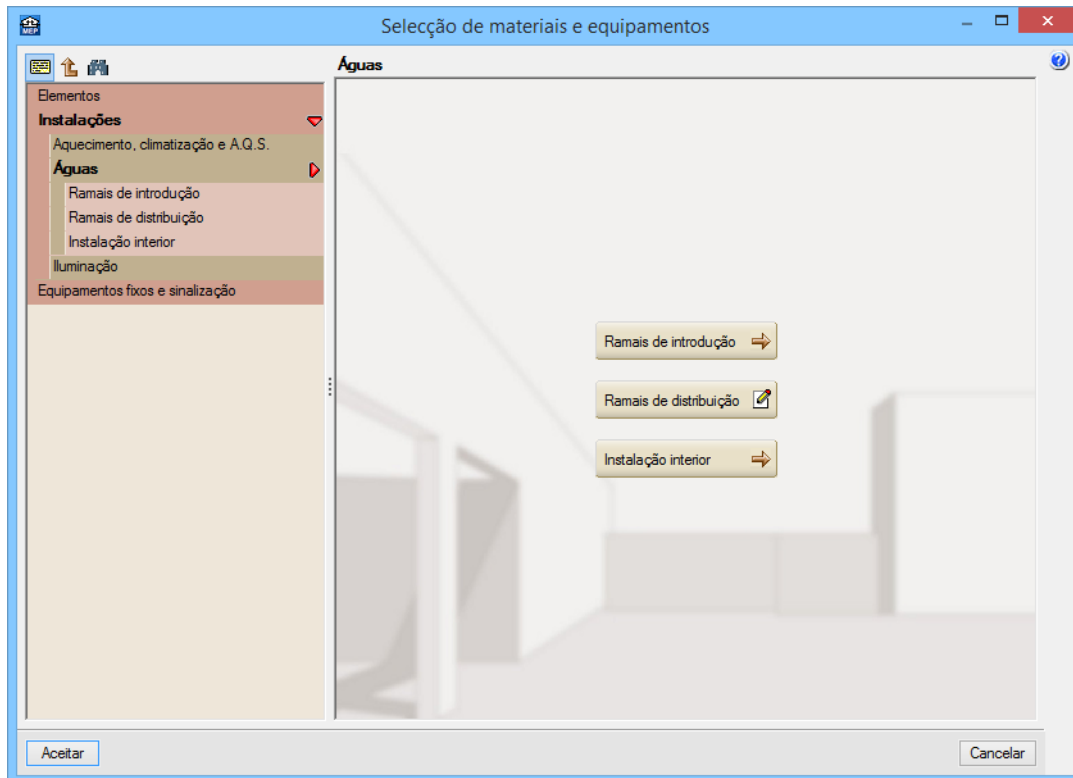 MEP
Selecção de materiais e equipamentos
Elementos
Instalações
Aquecimento, climatização e A.Q.S.
Águas
Ramais de introdução
Ramais de distribuição
Instalação interior
Iluminação
Equipamentos fixos e sinalização
Águas
Ramais de introdução
Ramais de distribuição
Instalação interior
Aceitar
Cancelar